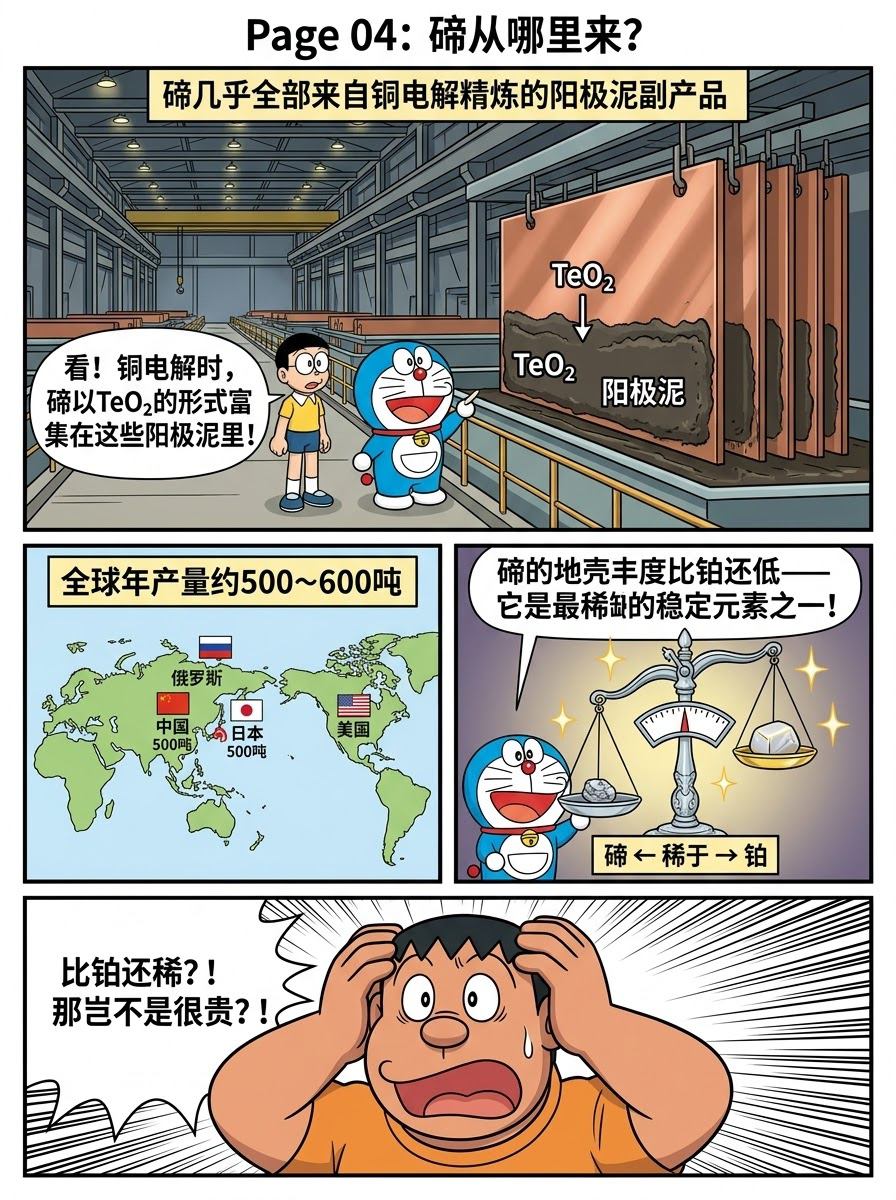 Page 04：碲从哪里来？
碲几乎全部来自铜电解精炼的阳极泥副产品
TeO₂
TeO₂
阳极泥
看！铜电解时，
碲以TeO₂的形式富
集在这些阳极泥里！
全球年产量约500～600吨
俄罗斯
中国
500吨
日本
500吨
美国
碲的地壳丰度比铂还低——
它是最稀缺的稳定元素之一！
碲 ← 稀于 → 铂
比铂还稀？！
那岂不是很贵？！